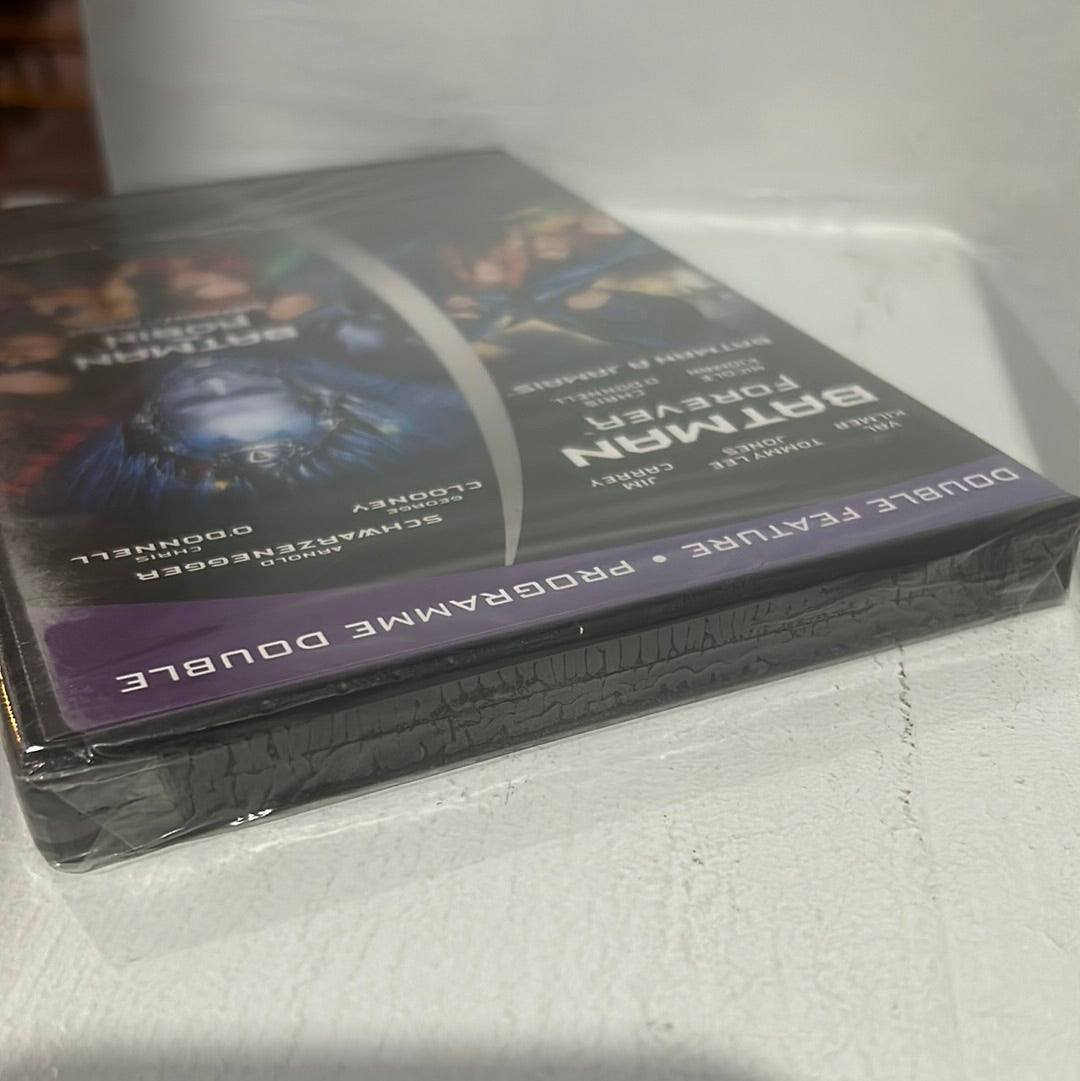 DOUBLE FEATURE • PROGRAMME DOUBLE
VAL KILMER
TOMMY LEE JONES
JIM CARREY
BATMAN
FOREVER
NICOLE KIDMAN
CHRIS O'DONNELL
BATMAN À JAMAIS
GEORGE CLOONEY
ARNOLD SCHWARZENEGGER
CHRIS O'DONNELL
BATMAN
ROBIN